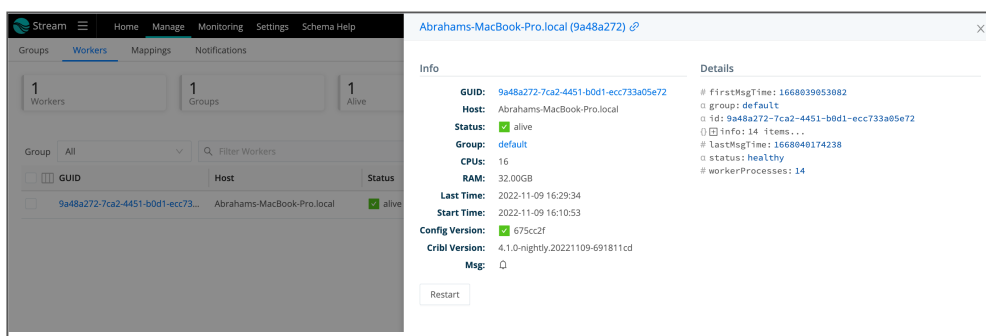 Stream Home Manage Monitoring Settings Schema Help
Groups Workers Mappings Notifications
1
Workers
1
Groups
1
Alive
Group All Filter Workers
GUID Host Status
9a48a272-7ca2-4451-b0d1-ecc73... Abrahams-MacBook-Pro.local alive
Abrahams-MacBook-Pro.local (9a48a272)
Info
GUID: 9a48a272-7ca2-4451-b0d1-ecc733a05e72
Host: Abrahams-MacBook-Pro.local
Status: alive
Group: default
CPUs: 16
RAM: 32.00GB
Last Time: 2022-11-09 16:29:34
Start Time: 2022-11-09 16:10:53
Config Version: 675cc2f
Cribl Version: 4.1.0-nightly.20221109-691811cd
Msg:
Restart
Details
# firstMsgTime: 1668039053082
α group: default
α id: 9a48a272-7ca2-4451-b0d1-ecc733a05e72
{} + info: 14 items...
# lastMsgTime: 1668040174238
α status: healthy
# workerProcesses: 14